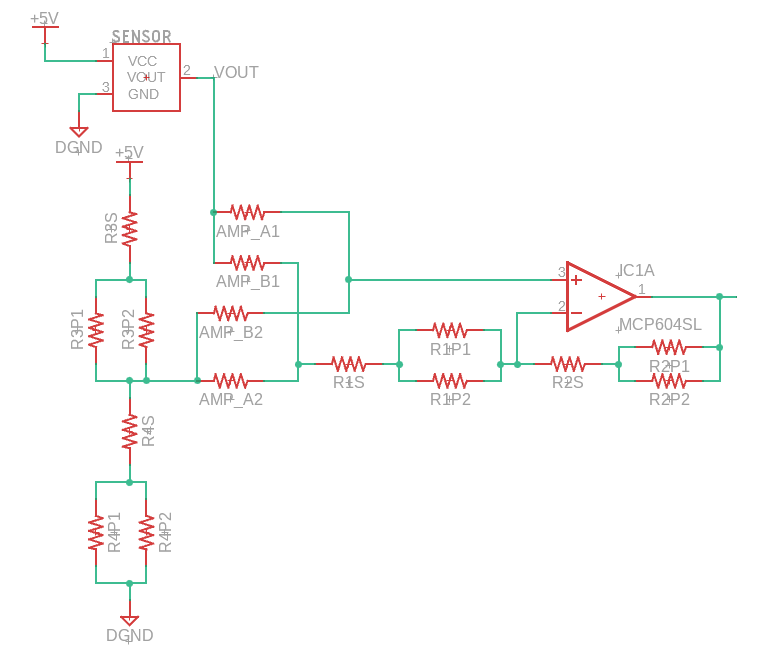 +5V
SENSOR
1
VCC
2
VOUT
VOUT
3
GND
DGND
+5V
R3S
AMP_A1
AMP_B1
3
IC1A
1
2
R3P1
R3P2
AMP_B2
MCP604SL
R1P1
R2P1
R1S
R2S
AMP_A2
R1P2
R2P2
R4S
R4P1
R4P2
DGND